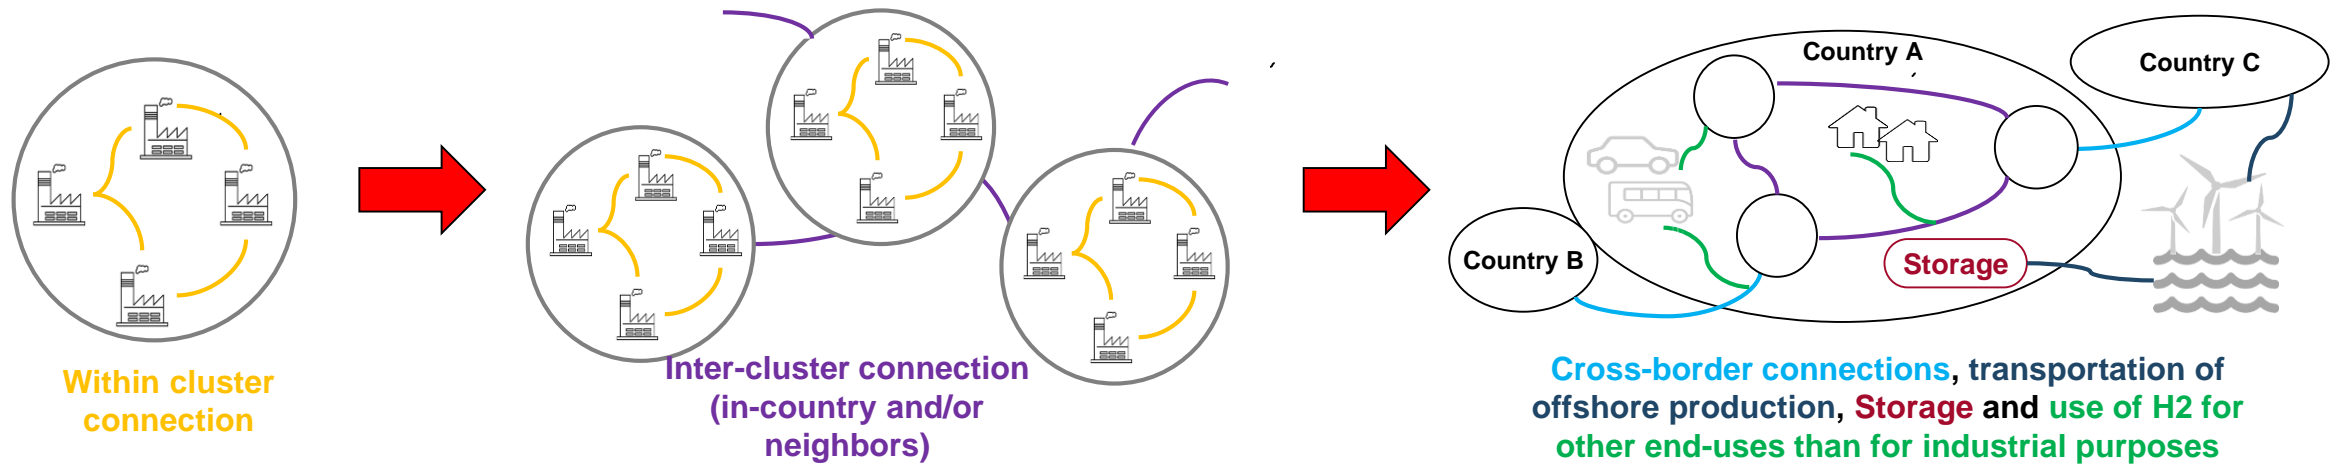 Within cluster
connection
Inter-cluster connection
(in-country and/or
neighbors)
Country A
Country C
Country B
Storage
Cross-border connections, transportation of
offshore production, Storage and use of H2 for
other end-uses than for industrial purposes